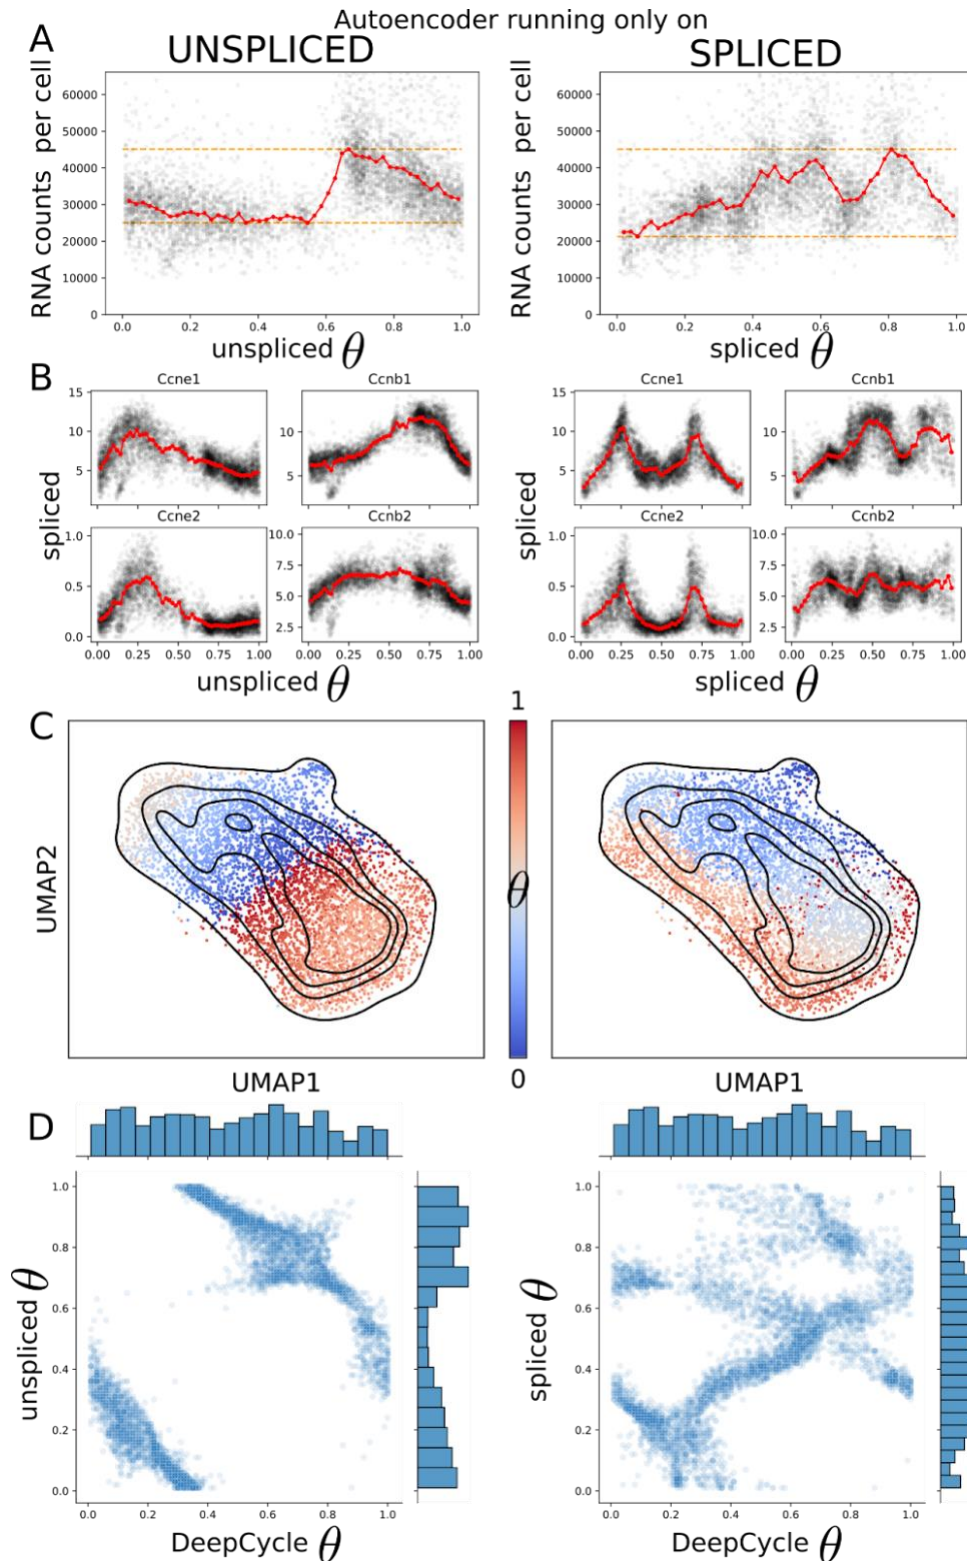 Autoencoder running only on
A
UNSPLICED
SPLICED
RNA counts per cell
60000
50000
40000
30000
20000
10000
0
0.0 0.2 0.4 0.6 0.8 1.0
unspliced θ
RNA counts per cell
60000
50000
40000
30000
20000
10000
0
0.0 0.2 0.4 0.6 0.8 1.0
spliced θ
B
Ccne1
Ccnb1
Ccne1
Ccnb1
15
10
5
10
5
15
10
5
10
5
spliced
spliced
Ccne2
Ccnb2
Ccne2
Ccnb2
1.0
0.5
0.0
10.0
7.5
5.0
2.5
1.0
0.5
0.0
10.0
7.5
5.0
2.5
0.00 0.25 0.50 0.75 1.00
0.00 0.25 0.50 0.75 1.00
0.00 0.25 0.50 0.75 1.00
0.00 0.25 0.50 0.75 1.00
unspliced θ
spliced θ
C
1
θ
0
UMAP2
UMAP1
UMAP1
D
unspliced θ
1.0
0.8
0.6
0.4
0.2
0.0
0.0 0.2 0.4 0.6 0.8 1.0
DeepCycle θ
spliced θ
1.0
0.8
0.6
0.4
0.2
0.0
0.0 0.2 0.4 0.6 0.8 1.0
DeepCycle θ